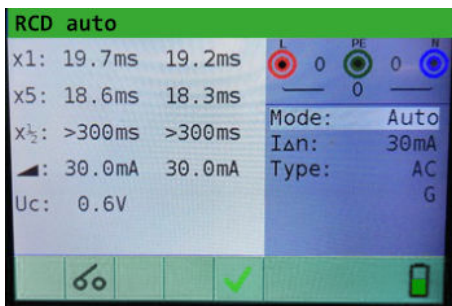 RCD auto
x1: 19.7ms 19.2ms
x5: 18.6ms 18.3ms
x½: >300ms >300ms
◢: 30.0mA 30.0mA
Uc: 0.6V
L PE N
0 0
0
Mode: Auto
I∆n: 30mA
Type: AC
G